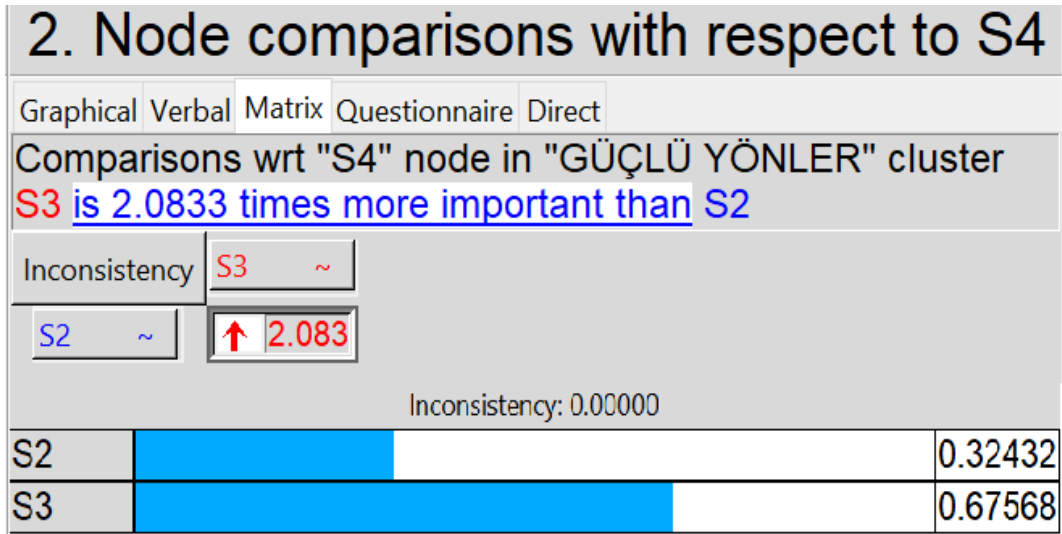 2. Node comparisons with respect to S4
Graphical Verbal Matrix Questionnaire Direct
Comparisons wrt "S4" node in "GÜÇLÜ YÖNLER" cluster
S3 is 2.0833 times more important than S2
Inconsistency S3 ~
S2 ~ 2.083
Inconsistency: 0.00000
S2 0.32432
S3 0.67568